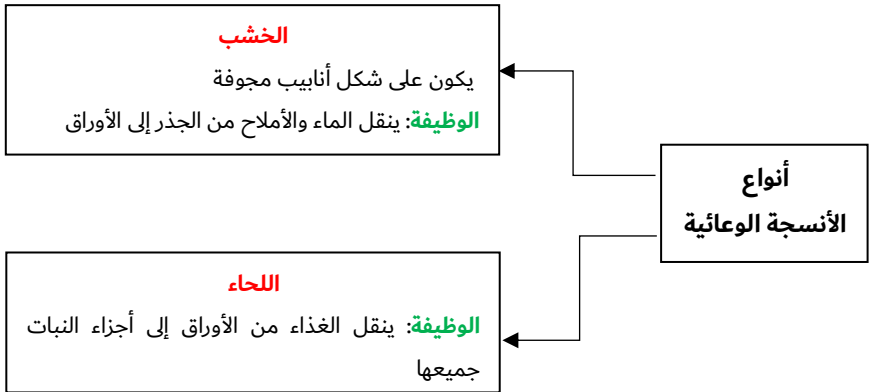 أنواع
الأنسجة الوعائية
الخشب
يكون على شكل أنابيب مجوفة
الوظيفة: ينقل الماء والأملاح من الجذر إلى الأوراق
اللحاء
الوظيفة: ينقل الغذاء من الأوراق إلى أجزاء النبات
جميعها